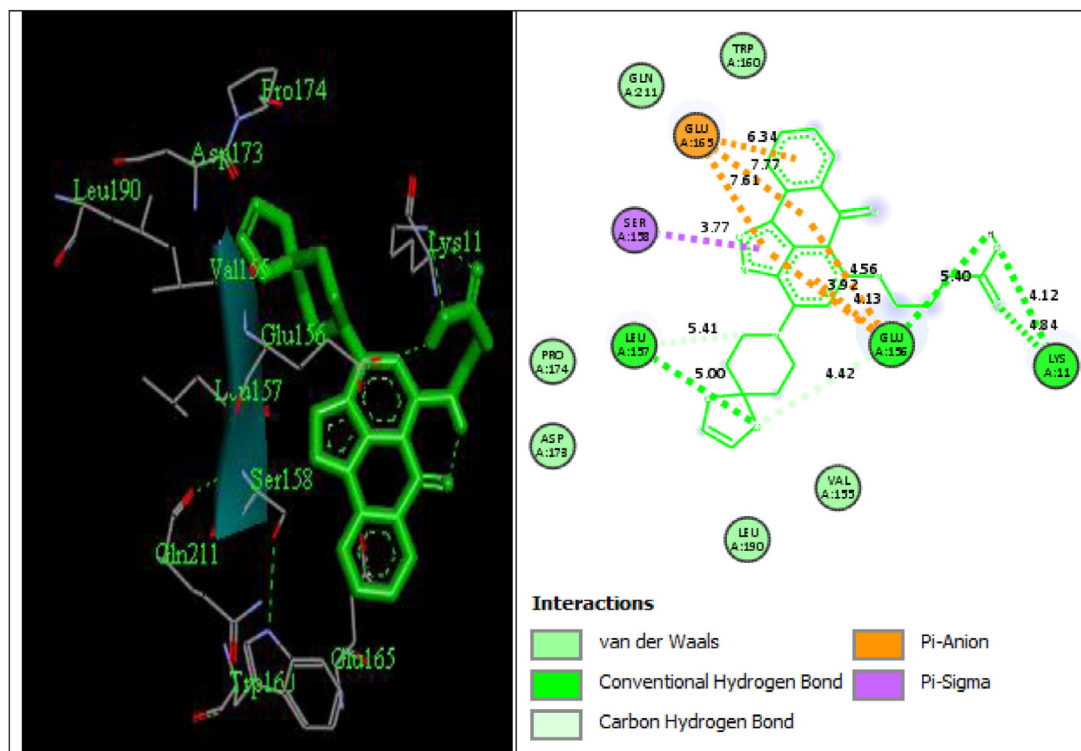 Pro174
Asp173
Leu190
Lys11
Val155
Glu156
Leu157
Ser158
Gln211
Glu165
Trp160
TRP
A:160
GLN
A:211
GLU
A:165
6.34
7.77
7.61
SER
A:158
3.77
4.56
3.92
4.13
5.40
4.12
4.84
LEU
A:157
5.41
5.00
GLU
A:156
4.42
LYS
A:11
PRO
A:174
ASP
A:173
VAL
A:155
LEU
A:190
Interactions
van der Waals
Conventional Hydrogen Bond
Carbon Hydrogen Bond
Pi-Anion
Pi-Sigma